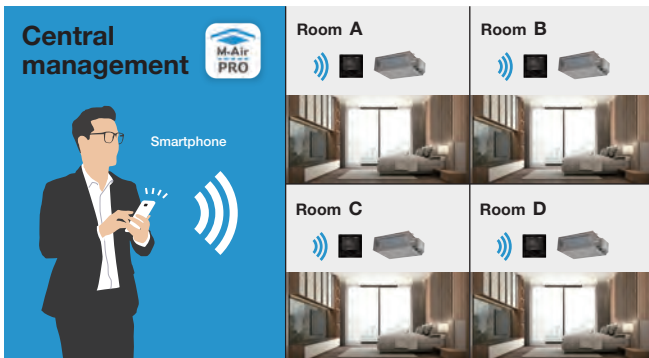 Central
management
M-Air
PRO
Smartphone
Room A
Room B
Room C
Room D